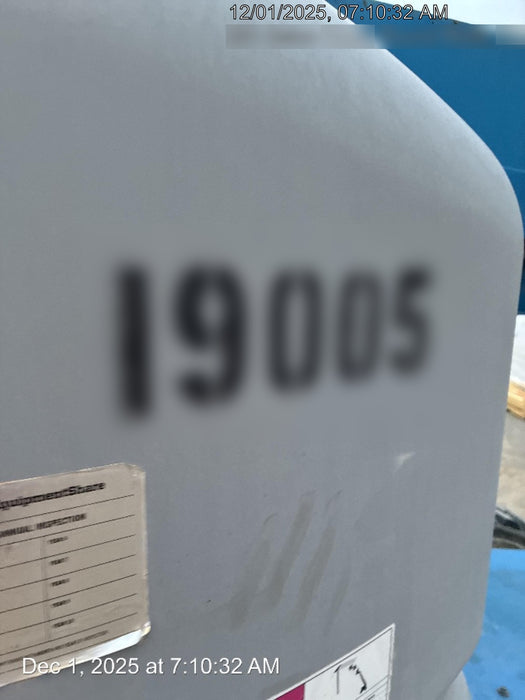 12/01/2025, 07:10:32 AM
19005
EquipmentShare
ANNUAL INSPECTION
Dec 1, 2025 at 7:10:32 AM